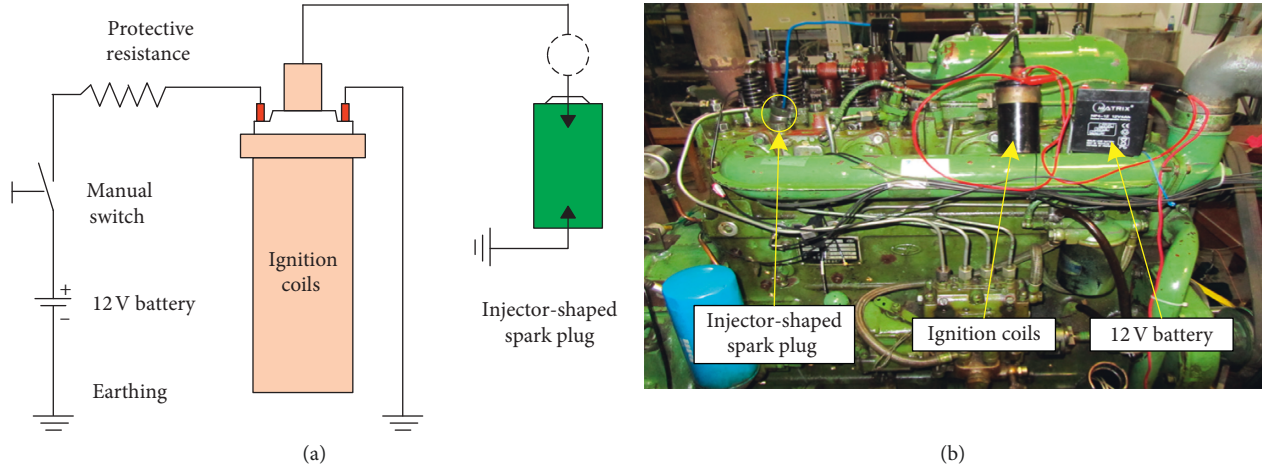 Protective
resistance
Manual
switch
Ignition
coils
+
12 V battery
−
Earthing
Injector-shaped
spark plug
(a)
MATRIX
Injector-shaped
spark plug
Ignition coils
12 V battery
(b)